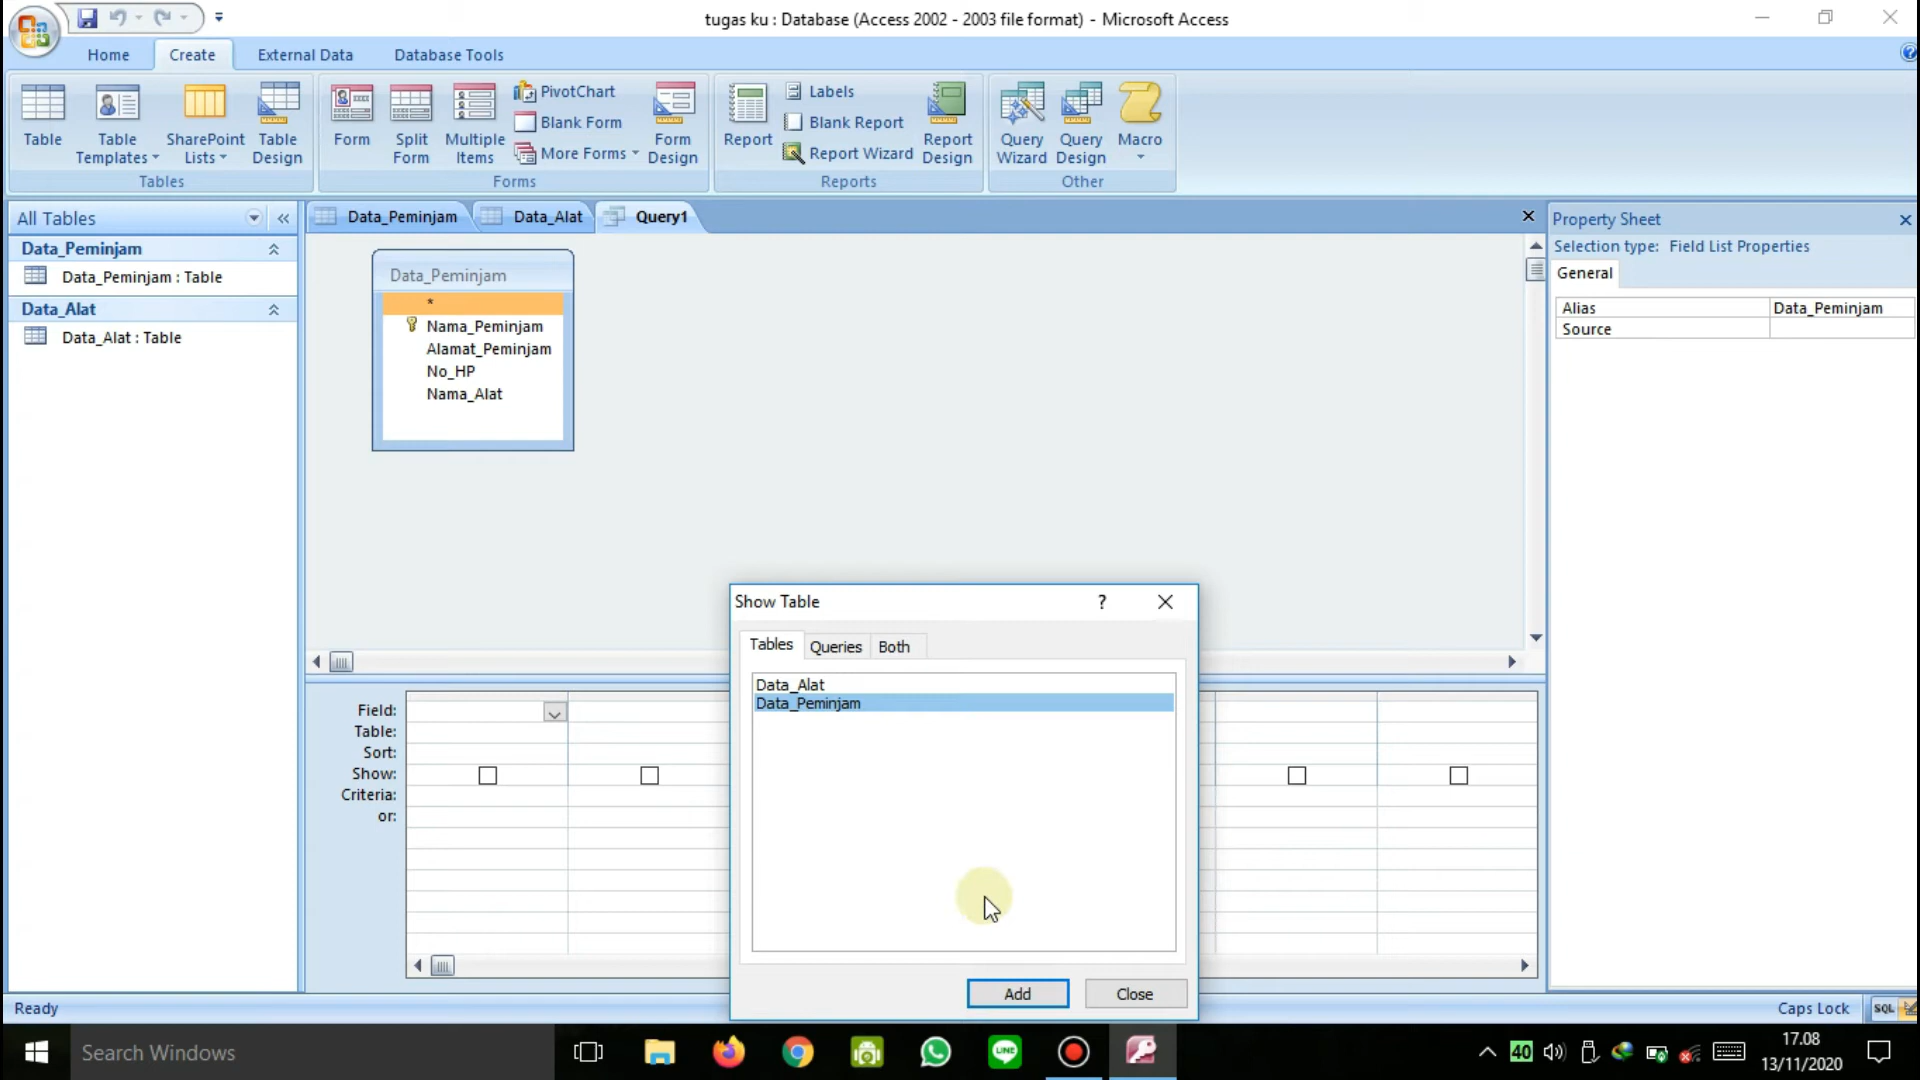 tugas ku : Database (Access 2002 - 2003 file format) - Microsoft Access
Home Create External Data Database Tools
Table
Table Templates
SharePoint Lists
Table Design
Tables
Form
Split Form
Multiple Items
PivotChart
Blank Form
More Forms
Form Design
Forms
Report
Labels
Blank Report
Report Wizard
Report Design
Reports
Query Wizard
Query Design
Macro
Other
All Tables
Data_Peminjam
Data_Peminjam : Table
Data_Alat
Data_Alat : Table
Data_Peminjam Data_Alat Query1
Data_Peminjam
*
Nama_Peminjam
Alamat_Peminjam
No_HP
Nama_Alat
Property Sheet
Selection type: Field List Properties
General
Alias Data_Peminjam
Source
Field:
Table:
Sort:
Show:
Criteria:
or:
Show Table
?
Tables Queries Both
Data_Alat
Data_Peminjam
Add Close
Ready
Caps Lock
SQL
Search Windows
LINE
40
17.08
13/11/2020